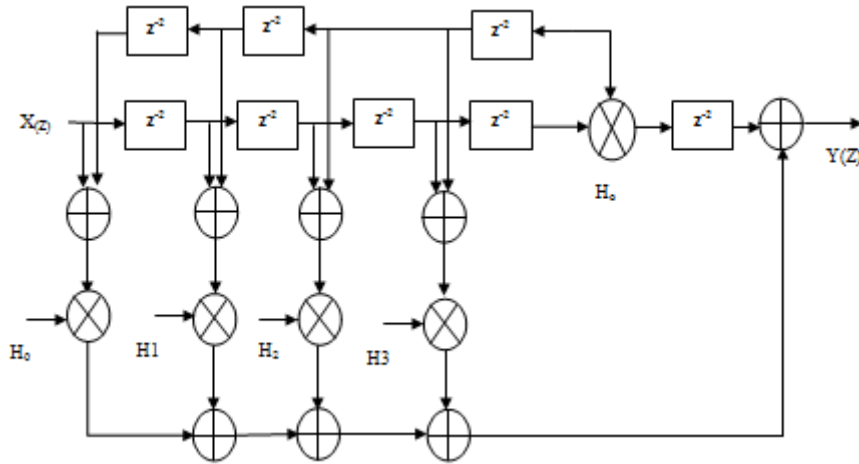 z⁻² z⁻² z⁻²
X(Z) z⁻² z⁻² z⁻² z⁻² z⁻²
Y(Z)
Hₒ
H₀ H1 H₂ H3